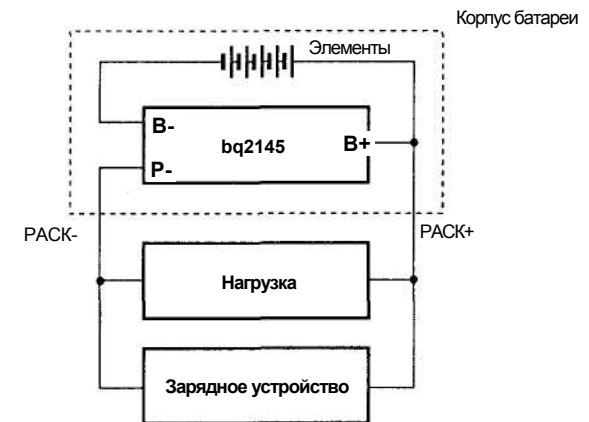 Корпус батареи
Элементы
B-
bq2145
B+
P-
PACK-
PACK+
Нагрузка
Зарядное устройство